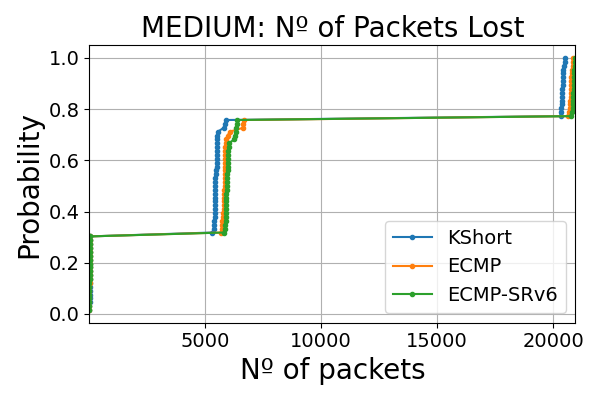 MEDIUM: Nº of Packets Lost
Probability
1.0
0.8
0.6
0.4
0.2
0.0
KShort
ECMP
ECMP-SRv6
5000 10000 15000 20000
Nº of packets